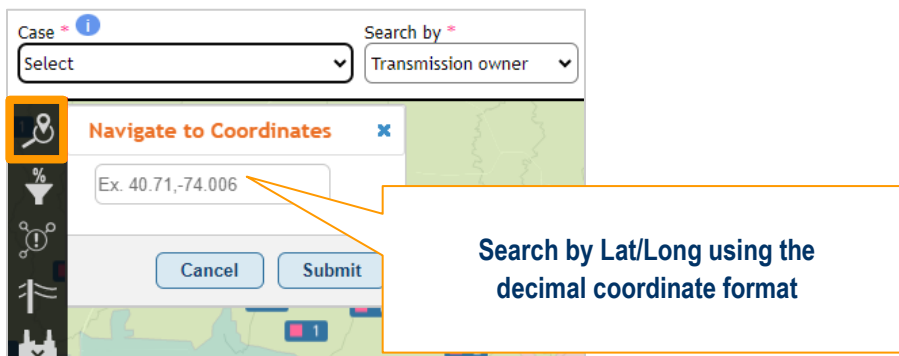 Case * i
Search by *
Select
Transmission owner
1
Navigate to Coordinates ×
%
Ex. 40.71,-74.006
!
Cancel
Submit
Search by Lat/Long using the
decimal coordinate format
1